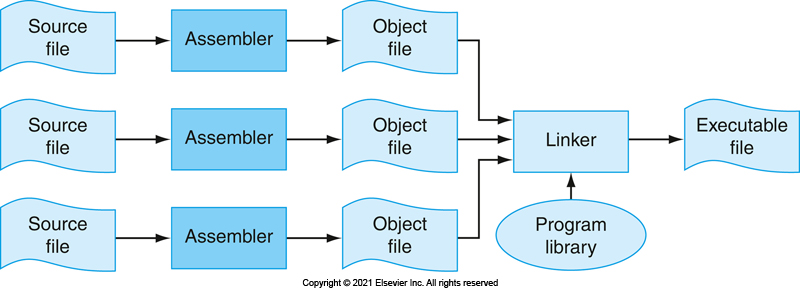 Source
file
Assembler
Object
file
Source
file
Assembler
Object
file
Linker
Executable
file
Source
file
Assembler
Object
file
Program
library
Copyright © 2021 Elsevier Inc. All rights reserved